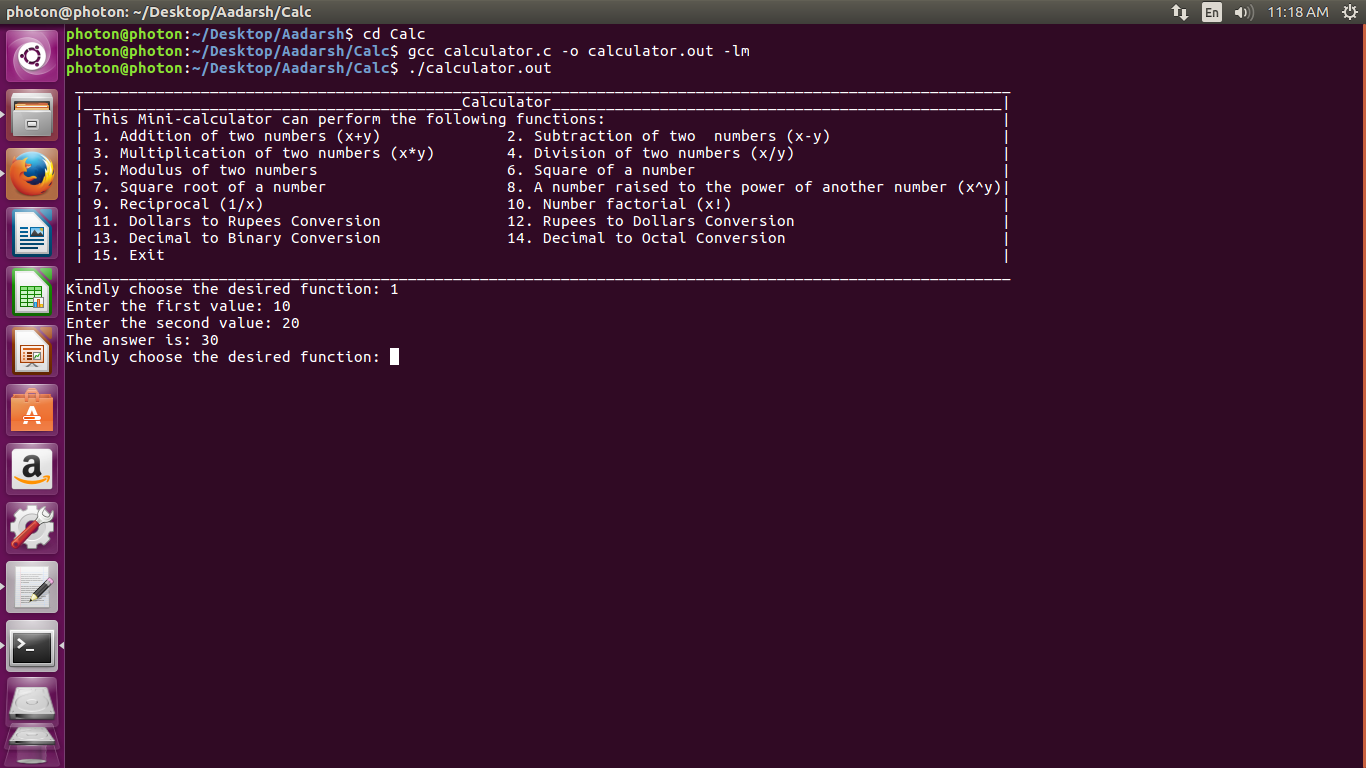 photon@photon: ~/Desktop/Aadarsh/Calc
En
11:18 AM
photon@photon:~/Desktop/Aadarsh$ cd Calc
photon@photon:~/Desktop/Aadarsh/Calc$ gcc calculator.c -o calculator.out -lm
photon@photon:~/Desktop/Aadarsh/Calc$ ./calculator.out
________________________________________________________________________________________________________
|__________________________________________Calculator__________________________________________________|
| This Mini-calculator can perform the following functions: |
| 1. Addition of two numbers (x+y) 2. Subtraction of two  numbers (x-y) |
| 3. Multiplication of two numbers (x*y) 4. Division of two numbers (x/y) |
| 5. Modulus of two numbers 6. Square of a number |
| 7. Square root of a number 8. A number raised to the power of another number (x^y)|
| 9. Reciprocal (1/x) 10. Number factorial (x!) |
| 11. Dollars to Rupees Conversion 12. Rupees to Dollars Conversion |
| 13. Decimal to Binary Conversion 14. Decimal to Octal Conversion |
| 15. Exit |
________________________________________________________________________________________________________
Kindly choose the desired function: 1
Enter the first value: 10
Enter the second value: 20
The answer is: 30
Kindly choose the desired function: